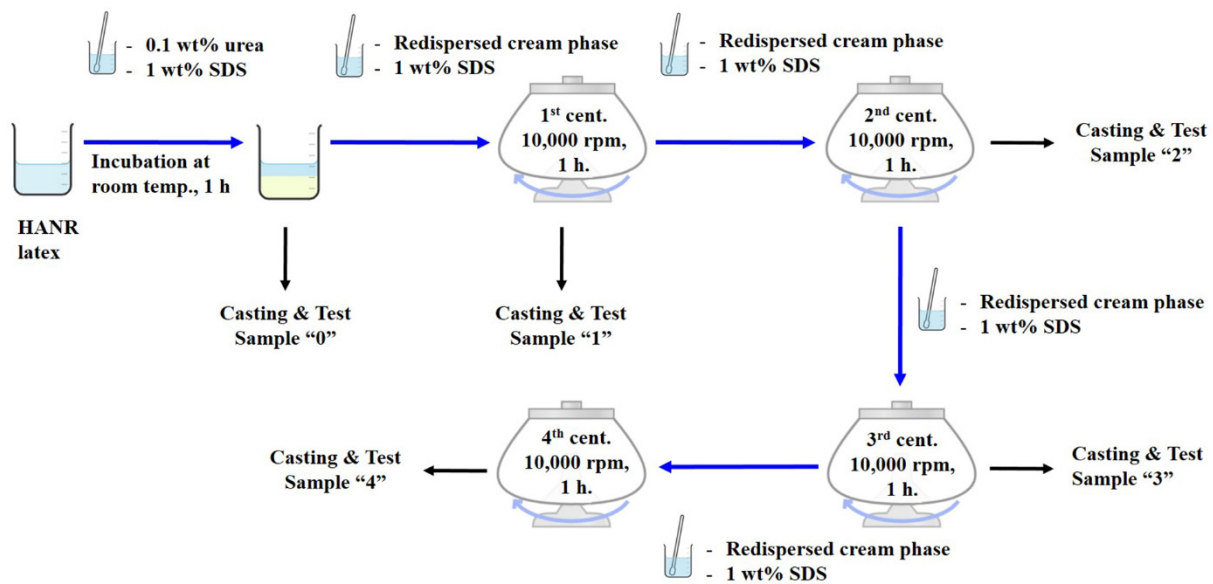 - 0.1 wt% urea
- 1 wt% SDS
- Redispersed cream phase
- 1 wt% SDS
- Redispersed cream phase
- 1 wt% SDS
HANR
latex
Incubation at
room temp., 1 h
1st cent.
10,000 rpm,
1 h.
2nd cent.
10,000 rpm,
1 h.
Casting & Test
Sample “2”
Casting & Test
Sample “0”
Casting & Test
Sample “1”
- Redispersed cream phase
- 1 wt% SDS
3rd cent.
10,000 rpm,
1 h.
Casting & Test
Sample “3”
- Redispersed cream phase
- 1 wt% SDS
4th cent.
10,000 rpm,
1 h.
Casting & Test
Sample “4”